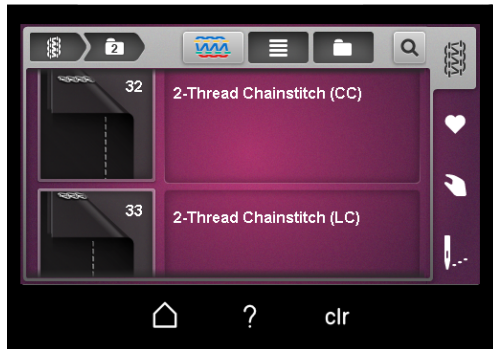 2
32
2-Thread Chainstitch (CC)
33
2-Thread Chainstitch (LC)
?
clr